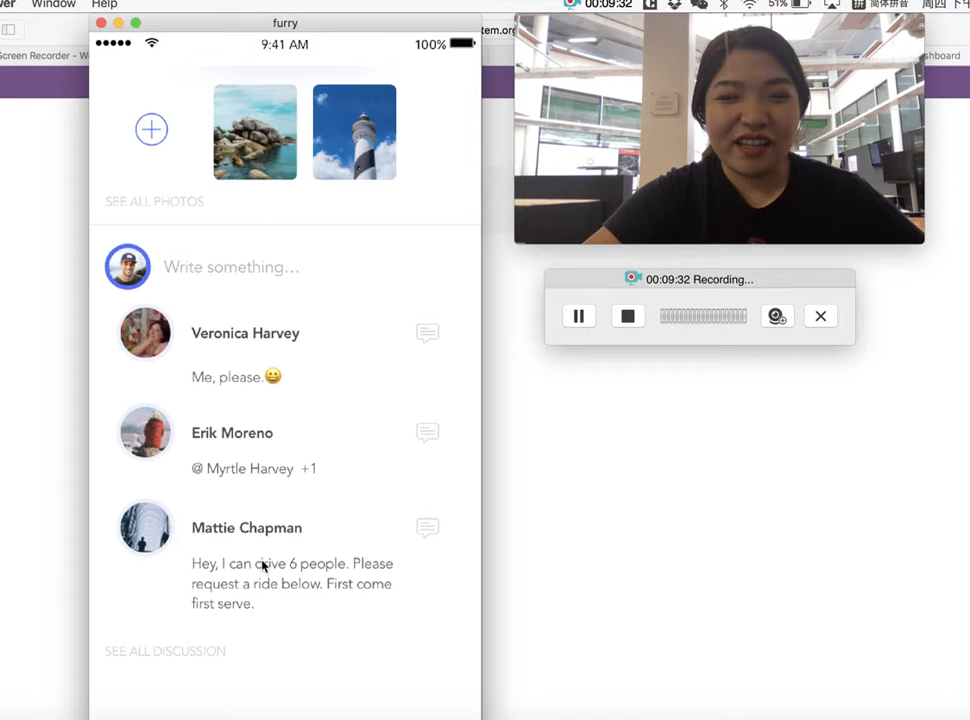 Window Help
00:09:32
51%
简体拼音
周四 下
furry
9:41 AM
100%
tem.org
Screen Recorder - W
shboard
SEE ALL PHOTOS
Write something...
00:09:32 Recording...
Veronica Harvey
Me, please.😀
Erik Moreno
@ Myrtle Harvey +1
Mattie Chapman
Hey, I can drive 6 people. Please
request a ride below. First come
first serve.
SEE ALL DISCUSSION